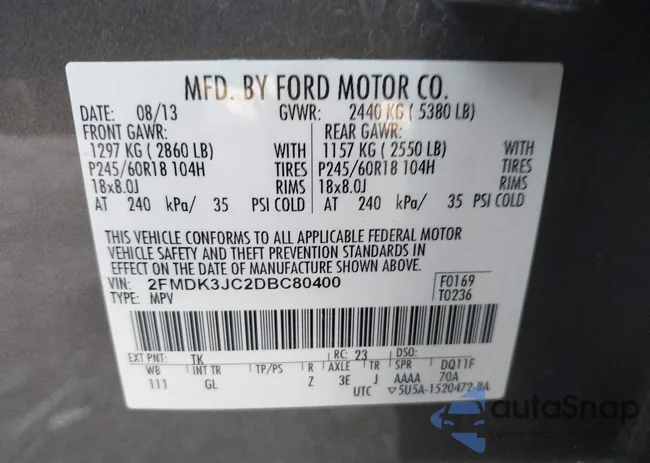 MFD. BY FORD MOTOR CO.
DATE: 08/13 GVWR: 2440 KG ( 5380 LB)
FRONT GAWR: REAR GAWR:
1297 KG ( 2860 LB) WITH 1157 KG ( 2550 LB) WITH
P245/60R18 104H TIRES P245/60R18 104H TIRES
18x8.0J RIMS 18x8.0J RIMS
AT 240 kPa/ 35 PSI COLD AT 240 kPa/ 35 PSI COLD
THIS VEHICLE CONFORMS TO ALL APPLICABLE FEDERAL MOTOR
VEHICLE SAFETY AND THEFT PREVENTION STANDARDS IN
EFFECT ON THE DATE OF MANUFACTURE SHOWN ABOVE.
VIN: 2FMDK3JC2DBC80400 F0169
TYPE: MPV T0236
EXT PNT: TK RC: 23 DSO:
WB INT TR TP/PS R AXLE TR SPR DQ11F
111 GL Z 3E J AAAA 70A
UTC ▽5U5A-1520472-BA
autoSnap